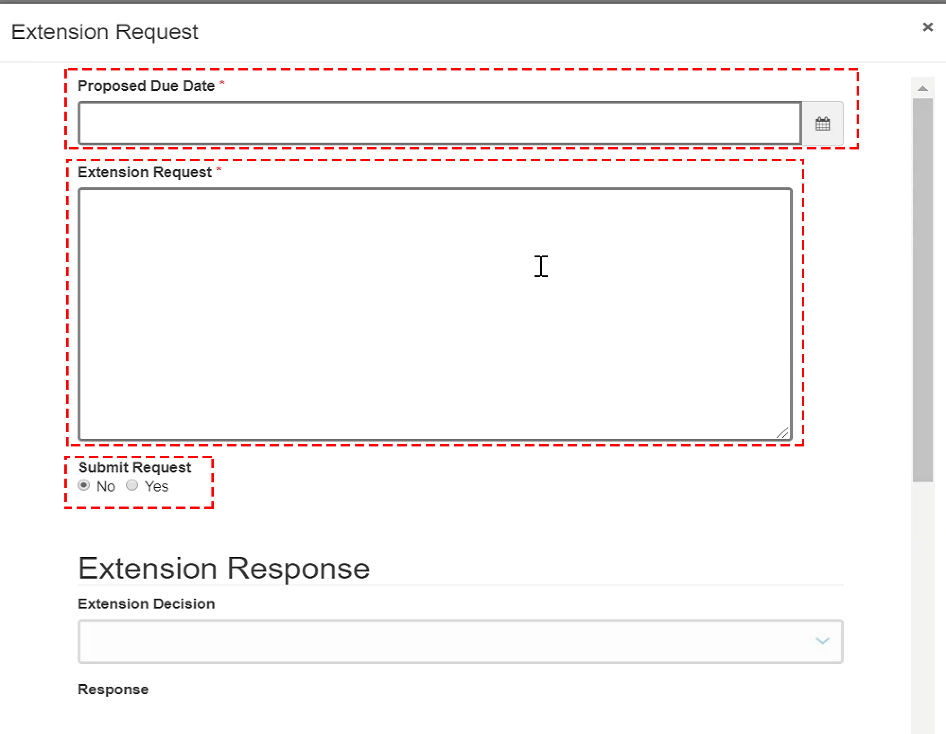 Extension Request
×
Proposed Due Date *
Extension Request *
Submit Request
No Yes
Extension Response
Extension Decision
Response